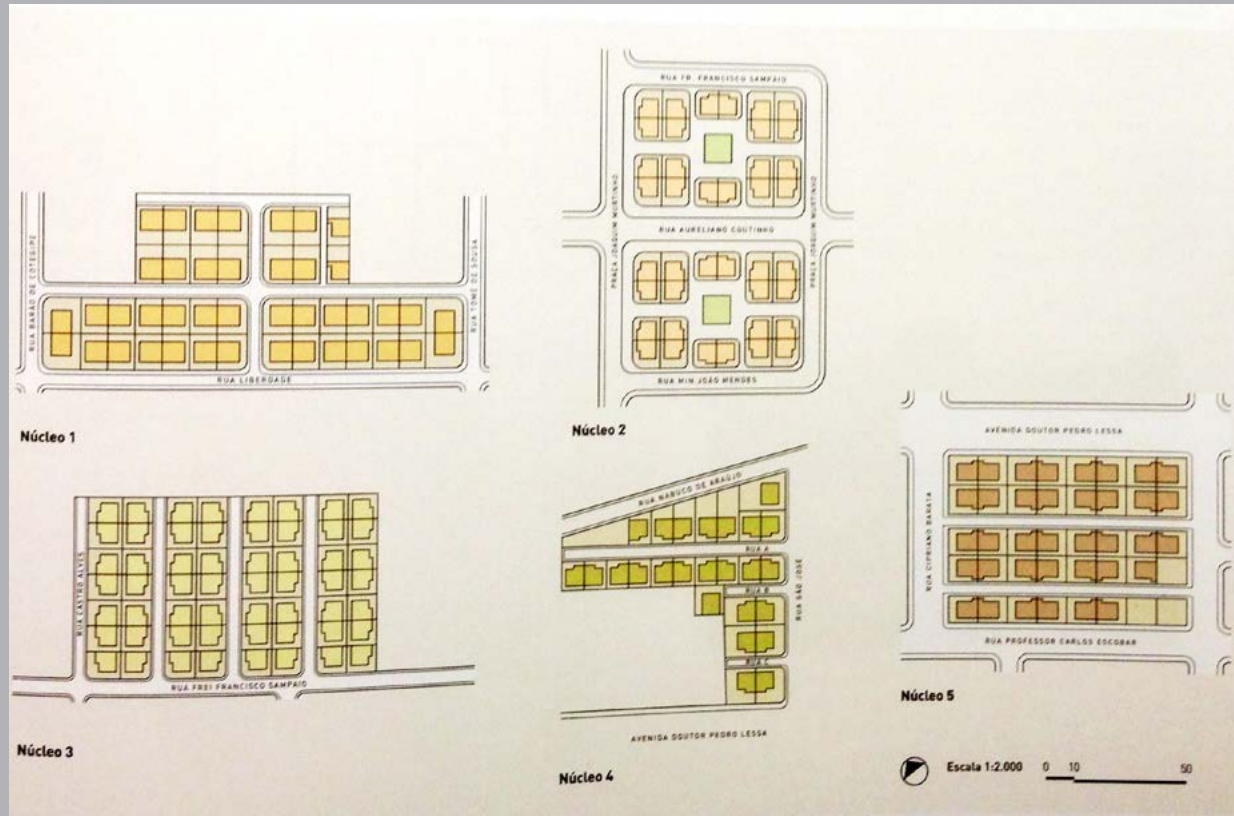 RUA BARÃO DE COTEGIPE
RUA TOMÉ DE SOUSA
RUA LIBERDADE
Núcleo 1
RUA FR. FRANCISCO SAMPAIO
PRAÇA JOAQUIM MURTINHO
PRAÇA JOAQUIM MURTINHO
RUA AURELIANO COUTINHO
RUA MIN JOÃO MENDES
Núcleo 2
RUA CASTRO ALVES
RUA FREI FRANCISCO SAMPAIO
Núcleo 3
RUA NABUCO DE ARAÚJO
RUA A
RUA B
RUA C
RUA SÃO JOSÉ
AVENIDA DOUTOR PEDRO LESSA
Núcleo 4
AVENIDA DOUTOR PEDRO LESSA
RUA CIPRIANO BARATA
RUA PROFESSOR CARLOS ESCOBAR
Núcleo 5
Escala 1:2.000 0 10 50